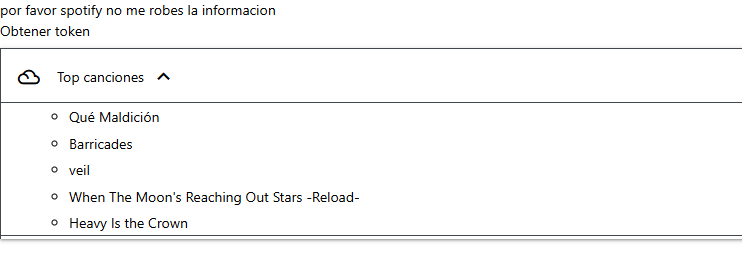 por favor spotify no me robes la informacion
Obtener token
Top canciones
Qué Maldición
Barricades
veil
When The Moon's Reaching Out Stars -Reload-
Heavy Is the Crown